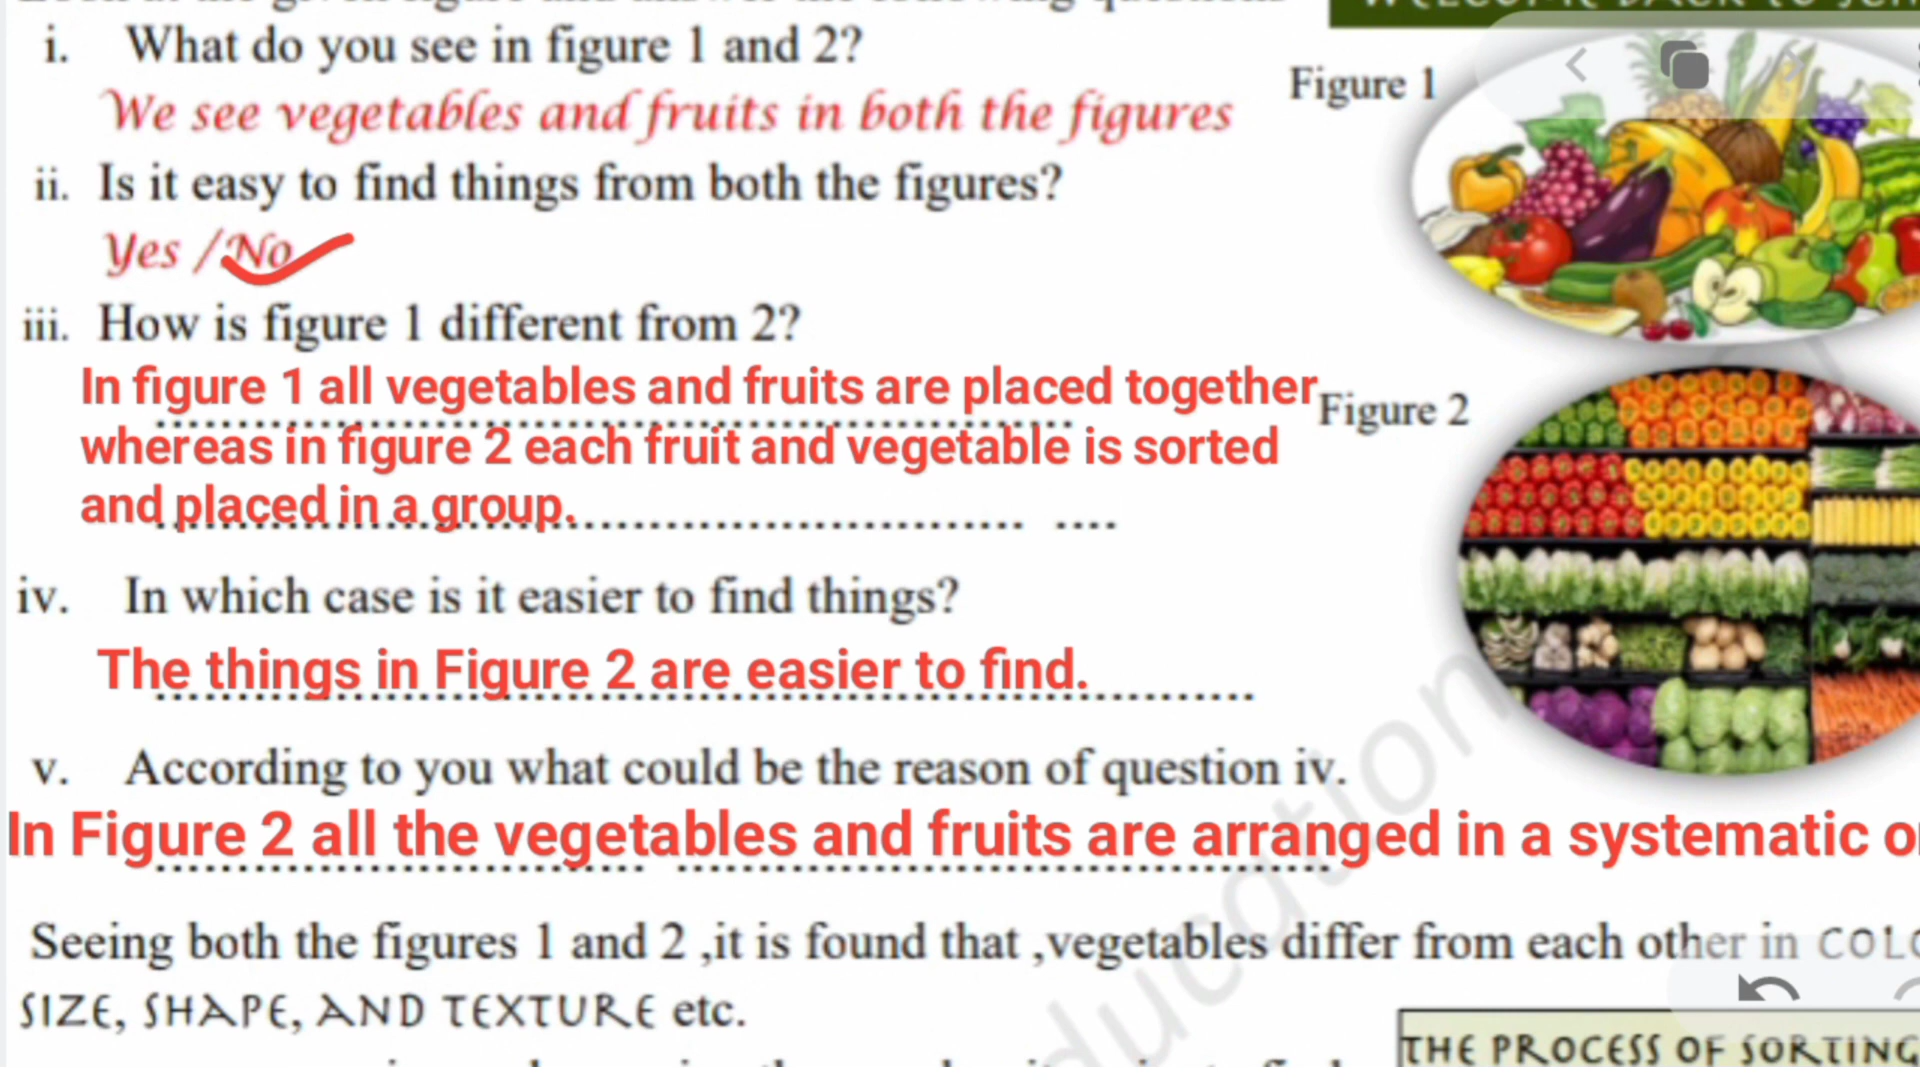 i. What do you see in figure 1 and 2?
We see vegetables and fruits in both the figures
Figure 1
ii. Is it easy to find things from both the figures?
Yes / No
iii. How is figure 1 different from 2?
In figure 1 all vegetables and fruits are placed together
whereas in figure 2 each fruit and vegetable is sorted
and placed in a group.
Figure 2
iv. In which case is it easier to find things?
The things in Figure 2 are easier to find.
v. According to you what could be the reason of question iv.
In Figure 2 all the vegetables and fruits are arranged in a systematic
Seeing both the figures 1 and 2 ,it is found that ,vegetables differ from each other in
SIZE, SHAPE, AND TEXTURE etc.
THE PROCESS OF SORTING